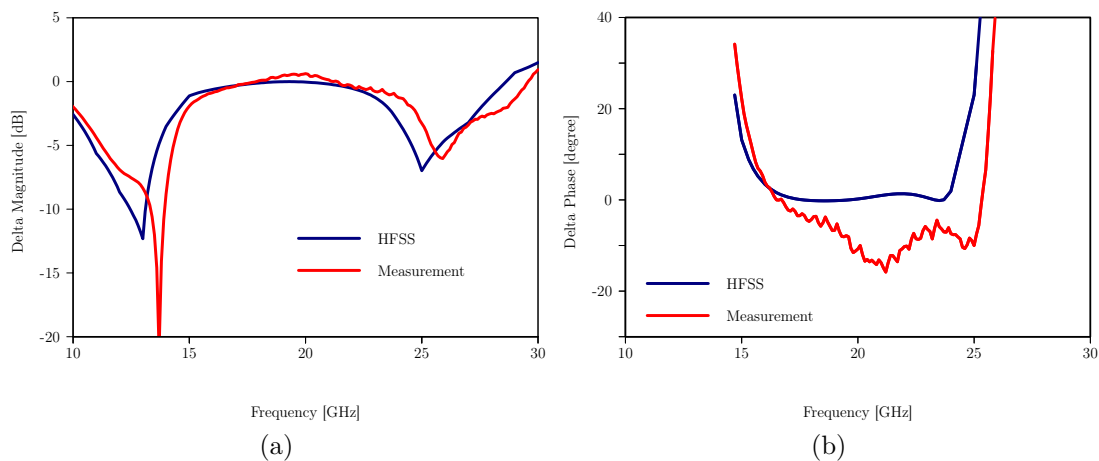 5
0
-5
-10
-15
-20
10
15
20
25
30
Delta Magnitude [dB]
HFSS
Measurement
Frequency [GHz]
(a)
40
20
0
-20
10
15
20
25
30
Delta Phase [degree]
HFSS
Measurement
Frequency [GHz]
(b)